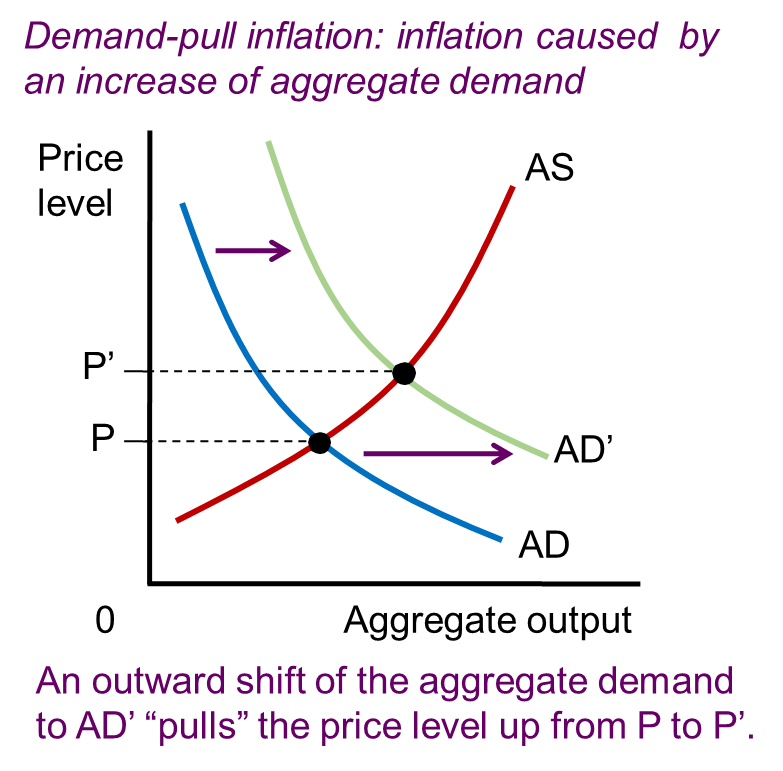 Demand-pull inflation: inflation caused by
an increase of aggregate demand
Price
level
AS
P’
P
AD’
AD
0
Aggregate output
An outward shift of the aggregate demand
to AD’ “pulls” the price level up from P to P’.